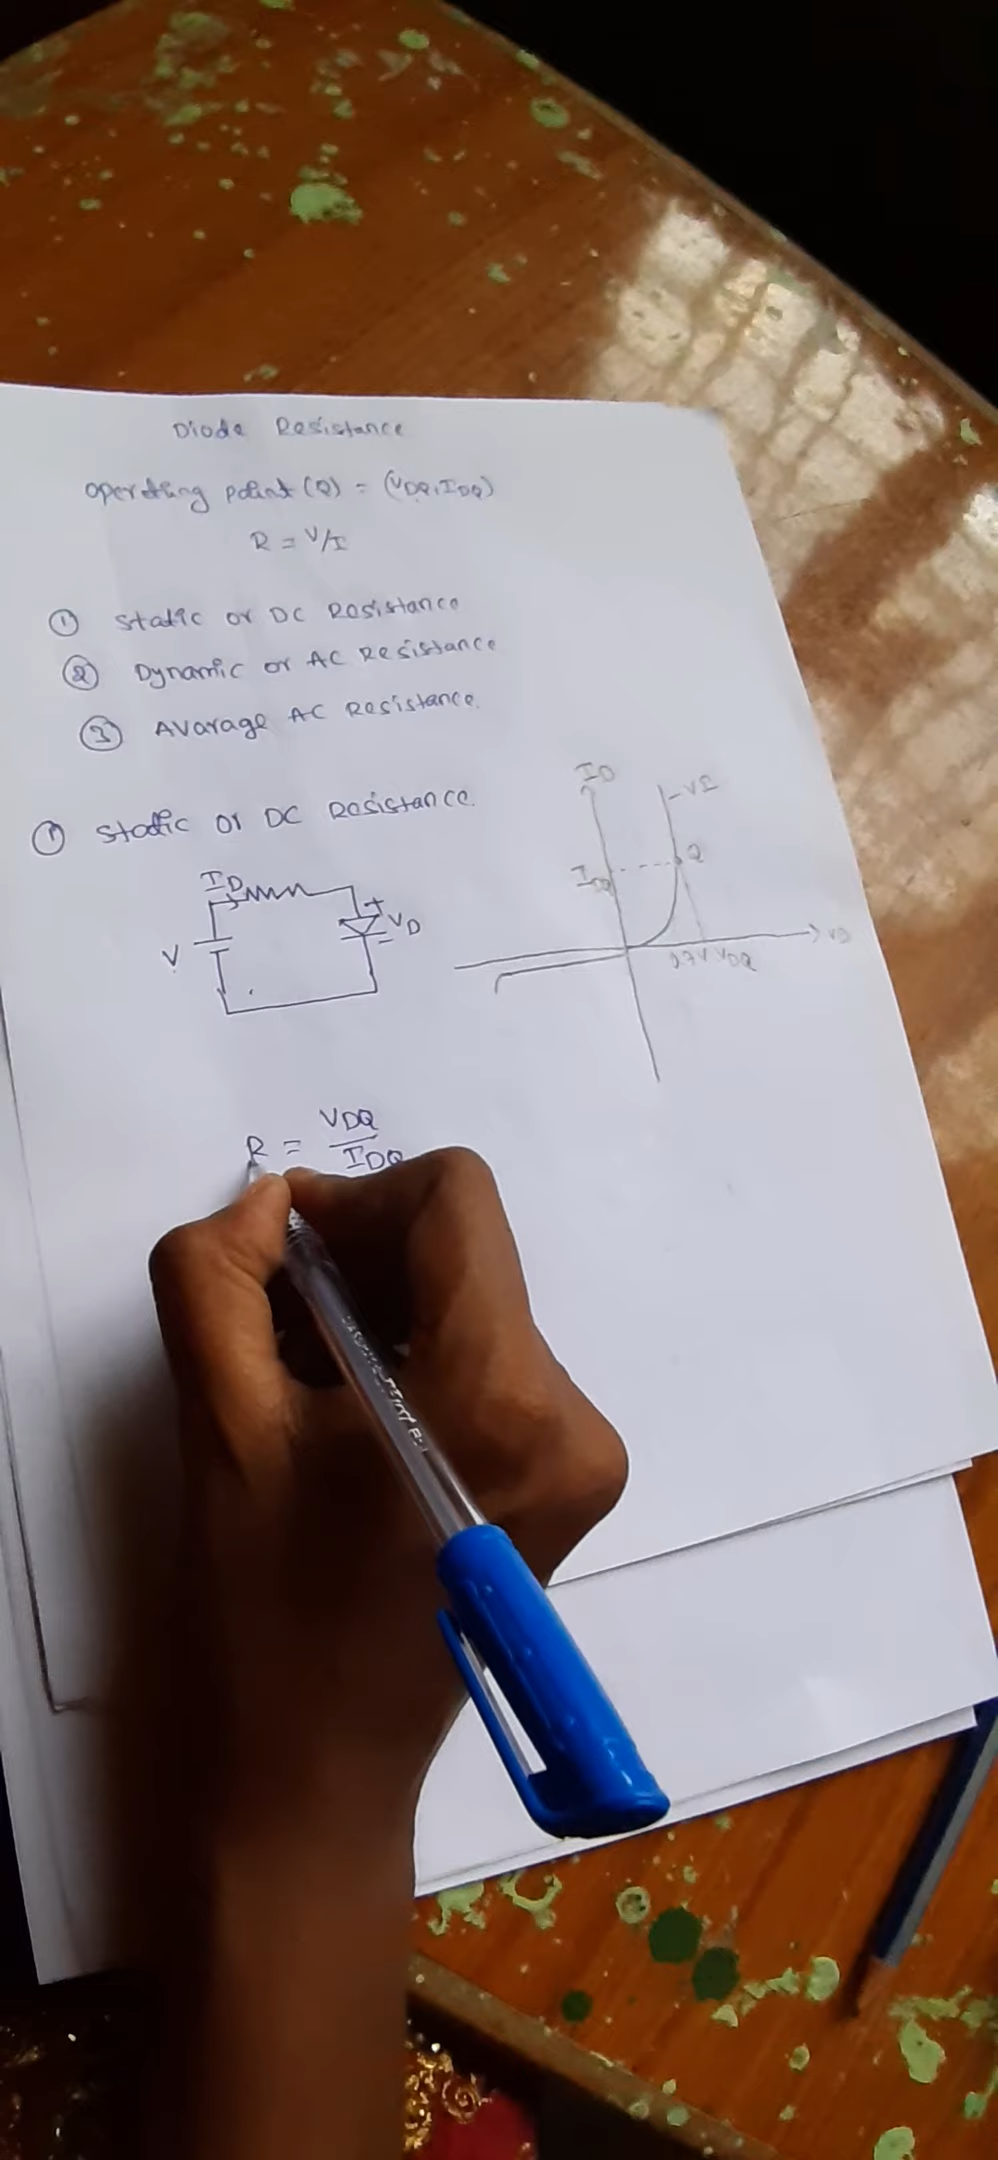 Diode Resistance
Operating point (Q) = (VDQ, IDQ)
R = V/I
① Static or DC Resistance
② Dynamic or AC Resistance
③ Avarage AC Resistance.
① Static or DC Resistance.
ID
V
+
VD
ID
VI
IDQ
Q
0.7V VDQ
VD
R = VDQ
IDQ